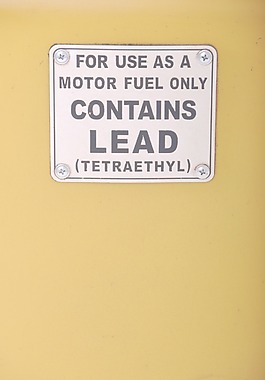 FOR USE AS A
MOTOR FUEL ONLY
CONTAINS
LEAD
(TETRAETHYL)